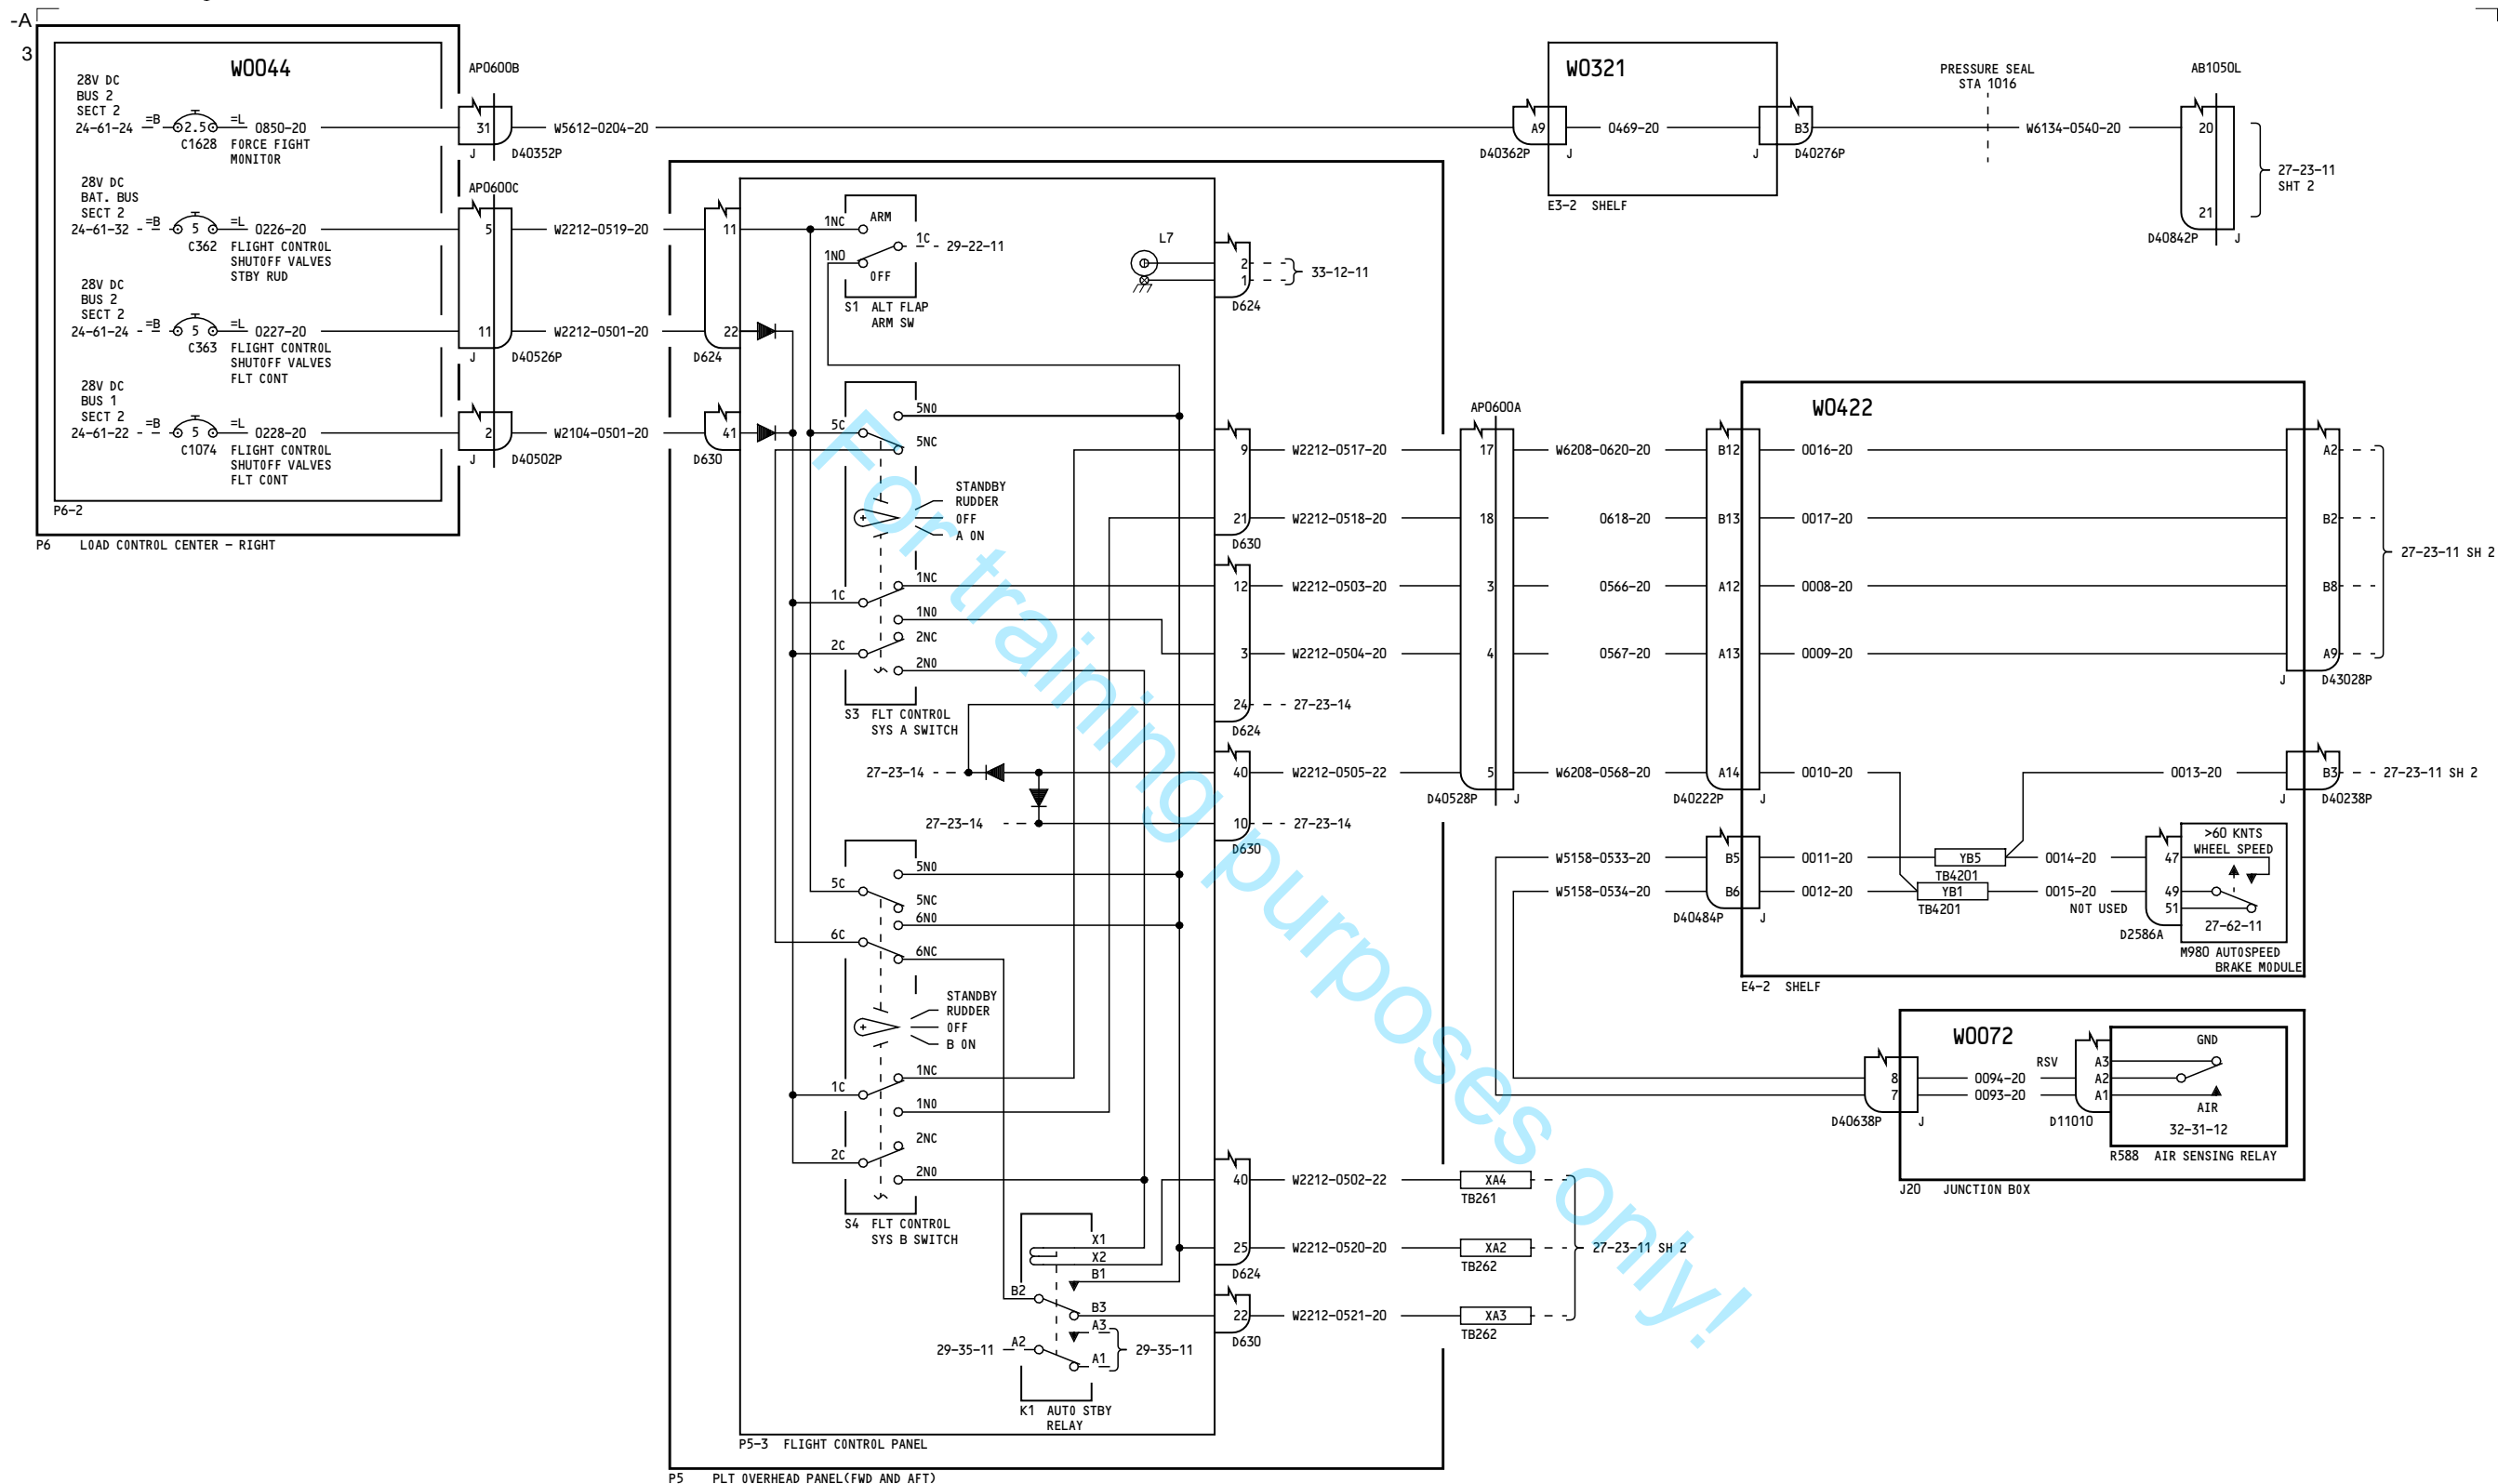 -A
3
W0044
28V DC
BUS 2
SECT 2
24-61-24
=B
2.5
=L
0850-20
C1628
FORCE FIGHT
MONITOR
28V DC
BAT. BUS
SECT 2
24-61-32
=B
5
=L
0226-20
C362
FLIGHT CONTROL
SHUTOFF VALVES
STBY RUD
28V DC
BUS 2
SECT 2
24-61-24
=B
5
=L
0227-20
C363
FLIGHT CONTROL
SHUTOFF VALVES
FLT CONT
28V DC
BUS 1
SECT 2
24-61-22
=B
5
=L
0228-20
C1074
FLIGHT CONTROL
SHUTOFF VALVES
FLT CONT
P6-2
P6 LOAD CONTROL CENTER - RIGHT
AP0600B
31
J
D40352P
W5612-0204-20
AP0600C
5
11
J
D40526P
W2212-0519-20
W2212-0501-20
2
J
D40502P
W2104-0501-20
11
22
D624
41
D630
1NC
ARM
1C
29-22-11
1NO
OFF
S1 ALT FLAP
ARM SW
L7
2
1
33-12-11
D624
5NO
5C
5NC
STANDBY
RUDDER
OFF
A ON
1NC
1C
1NO
2NC
2C
2NO
S3 FLT CONTROL
SYS A SWITCH
27-23-14
27-23-14
5NO
5C
5NC
6NO
6C
6NC
STANDBY
RUDDER
OFF
B ON
1NC
1C
1NO
2NC
2C
2NO
S4 FLT CONTROL
SYS B SWITCH
X1
X2
B1
B2
B3
A3
29-35-11
A2
A1
29-35-11
K1 AUTO STBY
RELAY
P5-3 FLIGHT CONTROL PANEL
P5 PLT OVERHEAD PANEL(FWD AND AFT)
9
W2212-0517-20
21
W2212-0518-20
D630
12
W2212-0503-20
3
W2212-0504-20
24
27-23-14
D624
40
W2212-0505-22
10
27-23-14
D630
40
W2212-0502-22
25
W2212-0520-20
D624
22
W2212-0521-20
D630
XA4
TB261
XA2
TB262
XA3
TB262
27-23-11 SH 2
AP0600A
17
18
3
4
5
D40528P
J
W6208-0620-20
0618-20
0566-20
0567-20
W6208-0568-20
W5158-0533-20
W5158-0534-20
B12
B13
A12
A13
A14
D40222P
J
B5
B6
D40484P
J
W0422
0016-20
0017-20
0008-20
0009-20
0010-20
0013-20
0011-20
YB5
TB4201
0014-20
0012-20
YB1
TB4201
0015-20
NOT USED
47
49
51
D2586A
>60 KNTS
WHEEL SPEED
27-62-11
M980 AUTOSPEED
BRAKE MODULE
E4-2 SHELF
A2
B2
B8
A9
J
D43028P
27-23-11 SH 2
B3
27-23-11 SH 2
J
D40238P
W0321
A9
0469-20
B3
D40362P
J
J
D40276P
E3-2 SHELF
PRESSURE SEAL
STA 1016
W6134-0540-20
AB1050L
20
21
D40842P
J
27-23-11
SHT 2
W0072
8
7
D40638P
J
0094-20
0093-20
RSV
A3
A2
A1
D11010
GND
AIR
32-31-12
R588 AIR SENSING RELAY
J20 JUNCTION BOX
For training purposes only!